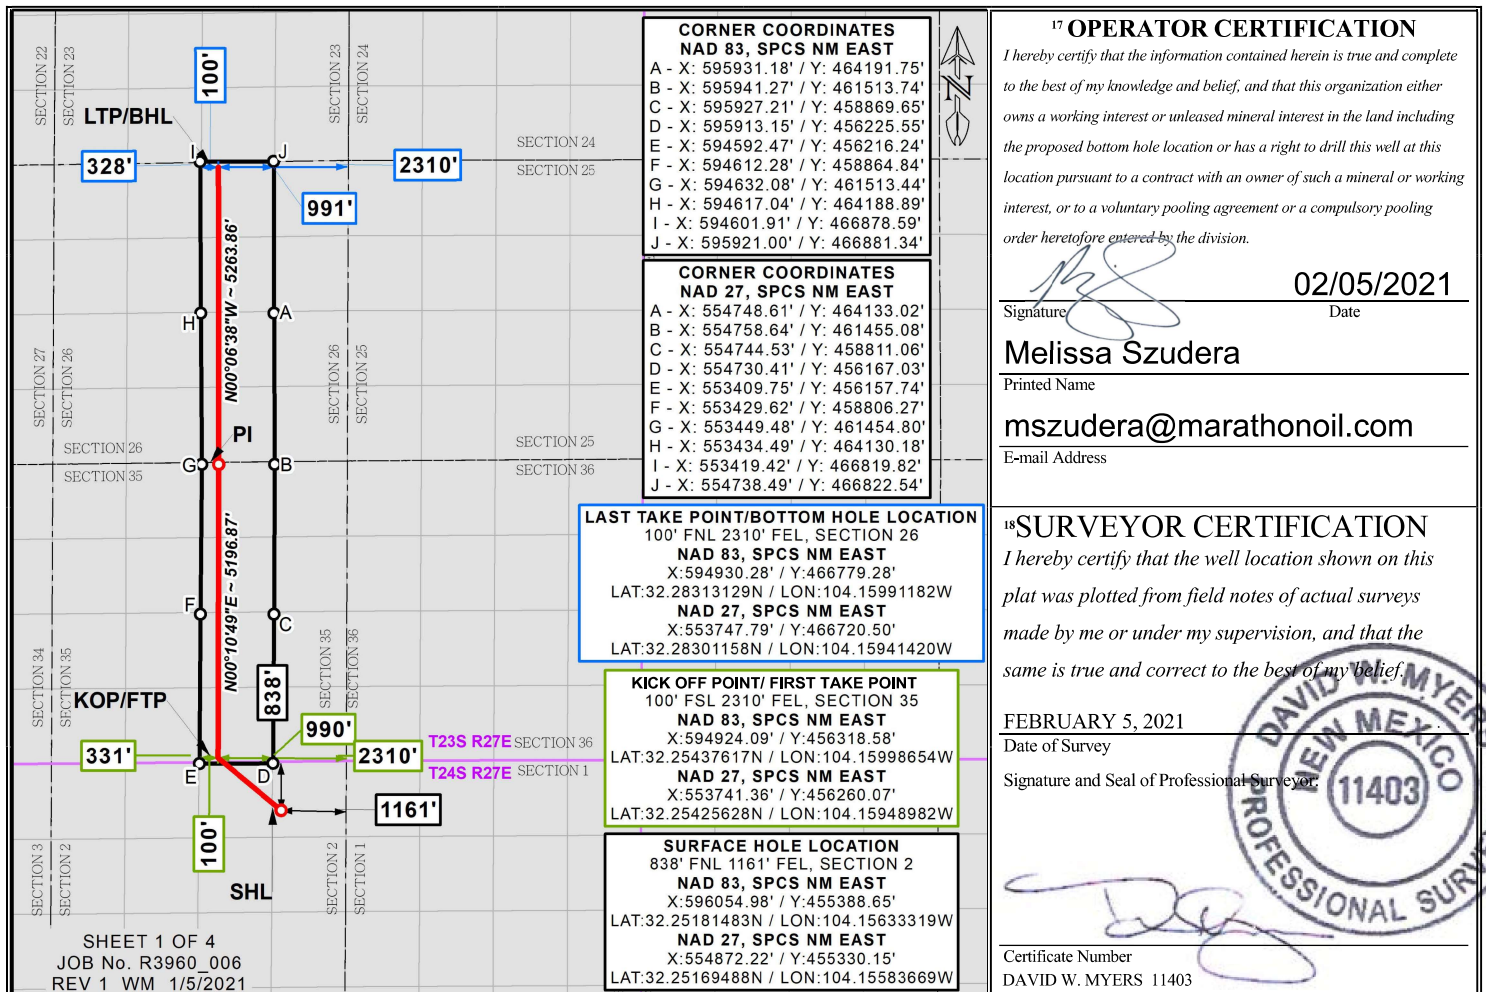 SECTION 22
SECTION 23
100'
SECTION 23
SECTION 24
LTP/BHL
I
J
328'
2310'
991'
SECTION 24
SECTION 25
N00°06'38"W ~ 5263.86'
H
A
SECTION 27
SECTION 26
SECTION 26
SECTION 25
PI
SECTION 26
SECTION 35
G
B
SECTION 25
SECTION 36
N00°10'49"E ~ 5196.87'
F
C
SECTION 34
SECTION 35
SECTION 35
SECTION 36
838'
KOP/FTP
990'
331'
2310'
T23S R27E SECTION 36
T24S R27E SECTION 1
E
D
1161'
100'
SECTION 3
SECTION 2
SECTION 2
SECTION 1
SHL
SHEET 1 OF 4
JOB No. R3960_006
REV 1 WM 1/5/2021
N
CORNER COORDINATES
NAD 83, SPCS NM EAST
A - X: 595931.18' / Y: 464191.75'
B - X: 595941.27' / Y: 461513.74'
C - X: 595927.21' / Y: 458869.65'
D - X: 595913.15' / Y: 456225.55'
E - X: 594592.47' / Y: 456216.24'
F - X: 594612.28' / Y: 458864.84'
G - X: 594632.08' / Y: 461513.44'
H - X: 594617.04' / Y: 464188.89'
I - X: 594601.91' / Y: 466878.59'
J - X: 595921.00' / Y: 466881.34'
CORNER COORDINATES
NAD 27, SPCS NM EAST
A - X: 554748.61' / Y: 464133.02'
B - X: 554758.64' / Y: 461455.08'
C - X: 554744.53' / Y: 458811.06'
D - X: 554730.41' / Y: 456167.03'
E - X: 553409.75' / Y: 456157.74'
F - X: 553429.62' / Y: 458806.27'
G - X: 553449.48' / Y: 461454.80'
H - X: 553434.49' / Y: 464130.18'
I - X: 553419.42' / Y: 466819.82'
J - X: 554738.49' / Y: 466822.54'
LAST TAKE POINT/BOTTOM HOLE LOCATION
100' FNL 2310' FEL, SECTION 26
NAD 83, SPCS NM EAST
X:594930.28' / Y:466779.28'
LAT:32.28313129N / LON:104.15991182W
NAD 27, SPCS NM EAST
X:553747.79' / Y:466720.50'
LAT:32.28301158N / LON:104.15941420W
KICK OFF POINT/ FIRST TAKE POINT
100' FSL 2310' FEL, SECTION 35
NAD 83, SPCS NM EAST
X:594924.09' / Y:456318.58'
LAT:32.25437617N / LON:104.15998654W
NAD 27, SPCS NM EAST
X:553741.36' / Y:456260.07'
LAT:32.25425628N / LON:104.15948982W
SURFACE HOLE LOCATION
838' FNL 1161' FEL, SECTION 2
NAD 83, SPCS NM EAST
X:596054.98' / Y:455388.65'
LAT:32.25181483N / LON:104.15633319W
NAD 27, SPCS NM EAST
X:554872.22' / Y:455330.15'
LAT:32.25169488N / LON:104.15583669W
17 OPERATOR CERTIFICATION
I hereby certify that the information contained herein is true and complete
to the best of my knowledge and belief, and that this organization either
owns a working interest or unleased mineral interest in the land including
the proposed bottom hole location or has a right to drill this well at this
location pursuant to a contract with an owner of such a mineral or working
interest, or to a voluntary pooling agreement or a compulsory pooling
order heretofore entered by the division.
02/05/2021
Signature Date
Melissa Szudera
Printed Name
mszudera@marathonoil.com
E-mail Address
18SURVEYOR CERTIFICATION
I hereby certify that the well location shown on this
plat was plotted from field notes of actual surveys
made by me or under my supervision, and that the
same is true and correct to the best of my belief.
FEBRUARY 5, 2021
Date of Survey
Signature and Seal of Professional Surveyor:
DAVID W. MYERS
NEW MEXICO
11403
PROFESSIONAL SURV
Certificate Number
DAVID W. MYERS 11403